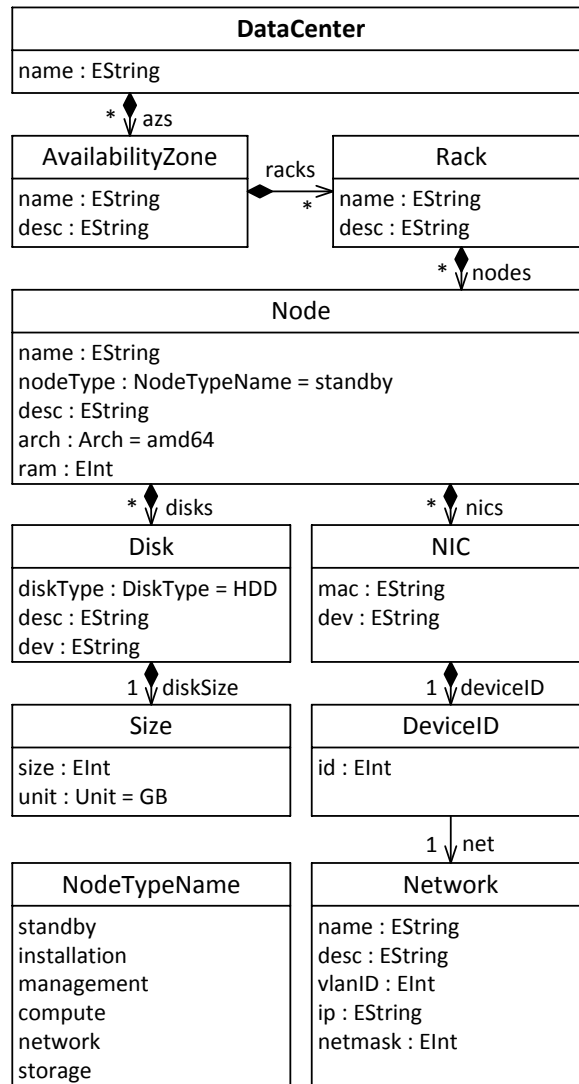 DataCenter
name : EString
* azs
AvailabilityZone
name : EString
desc : EString
racks
*
Rack
name : EString
desc : EString
* nodes
Node
name : EString
nodeType : NodeTypeName = standby
desc : EString
arch : Arch = amd64
ram : EInt
* disks
* nics
Disk
diskType : DiskType = HDD
desc : EString
dev : EString
NIC
mac : EString
dev : EString
1 diskSize
1 deviceID
Size
size : EInt
unit : Unit = GB
DeviceID
id : EInt
1 net
NodeTypeName
standby
installation
management
compute
network
storage
Network
name : EString
desc : EString
vlanID : EInt
ip : EString
netmask : EInt